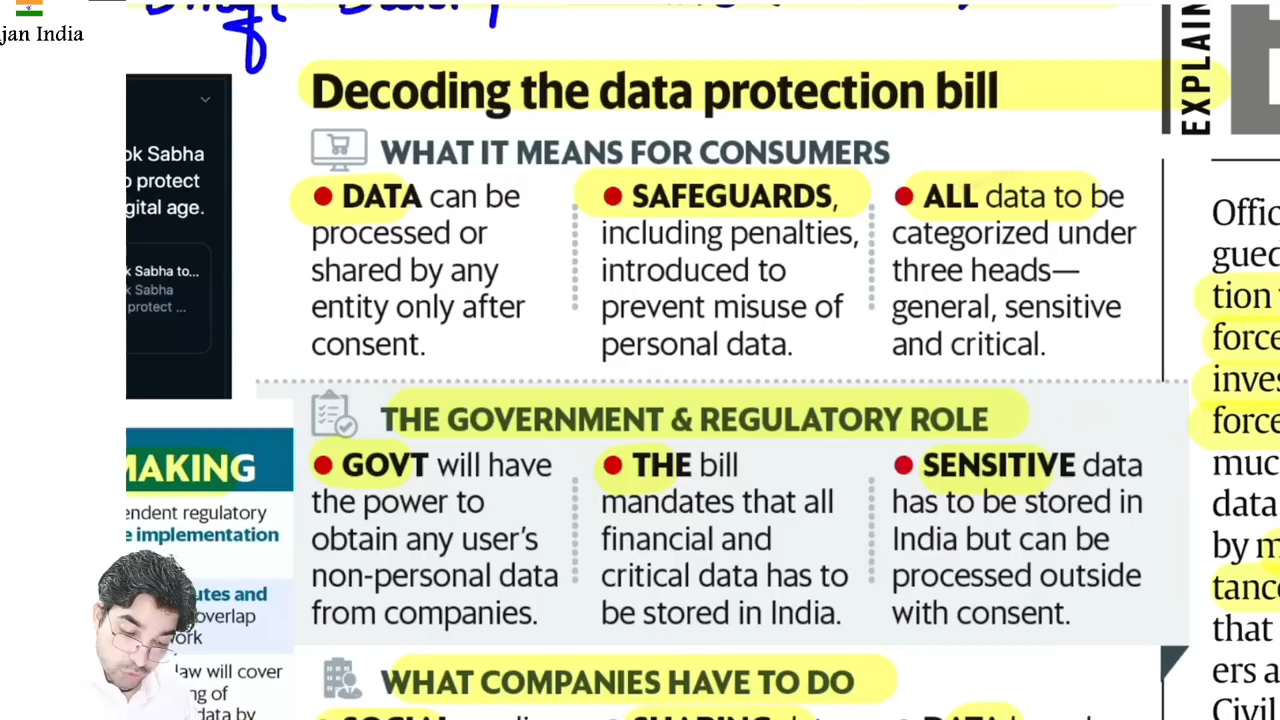 jan India
Decoding the data protection bill
WHAT IT MEANS FOR CONSUMERS
• DATA can be
processed or
shared by any
entity only after
consent.
• SAFEGUARDS,
including penalties,
introduced to
prevent misuse of
personal data.
• ALL data to be
categorized under
three heads—
general, sensitive
and critical.
THE GOVERNMENT & REGULATORY ROLE
• GOVT will have
the power to
obtain any user's
non-personal data
from companies.
• THE bill
mandates that all
financial and
critical data has to
be stored in India.
• SENSITIVE data
has to be stored in
India but can be
processed outside
with consent.
WHAT COMPANIES HAVE TO DO
ok Sabha
o protect
gital age.
k Sabha to...
k Sabha
protect ...
MAKING
endent regulatory
e implementation
utes and
overlap
ork
law will cover
ng of
data by
EXPLAIN
Offic
gued
tion
force
inves
force
muc
data
by m
tance
that
ers a
Civil